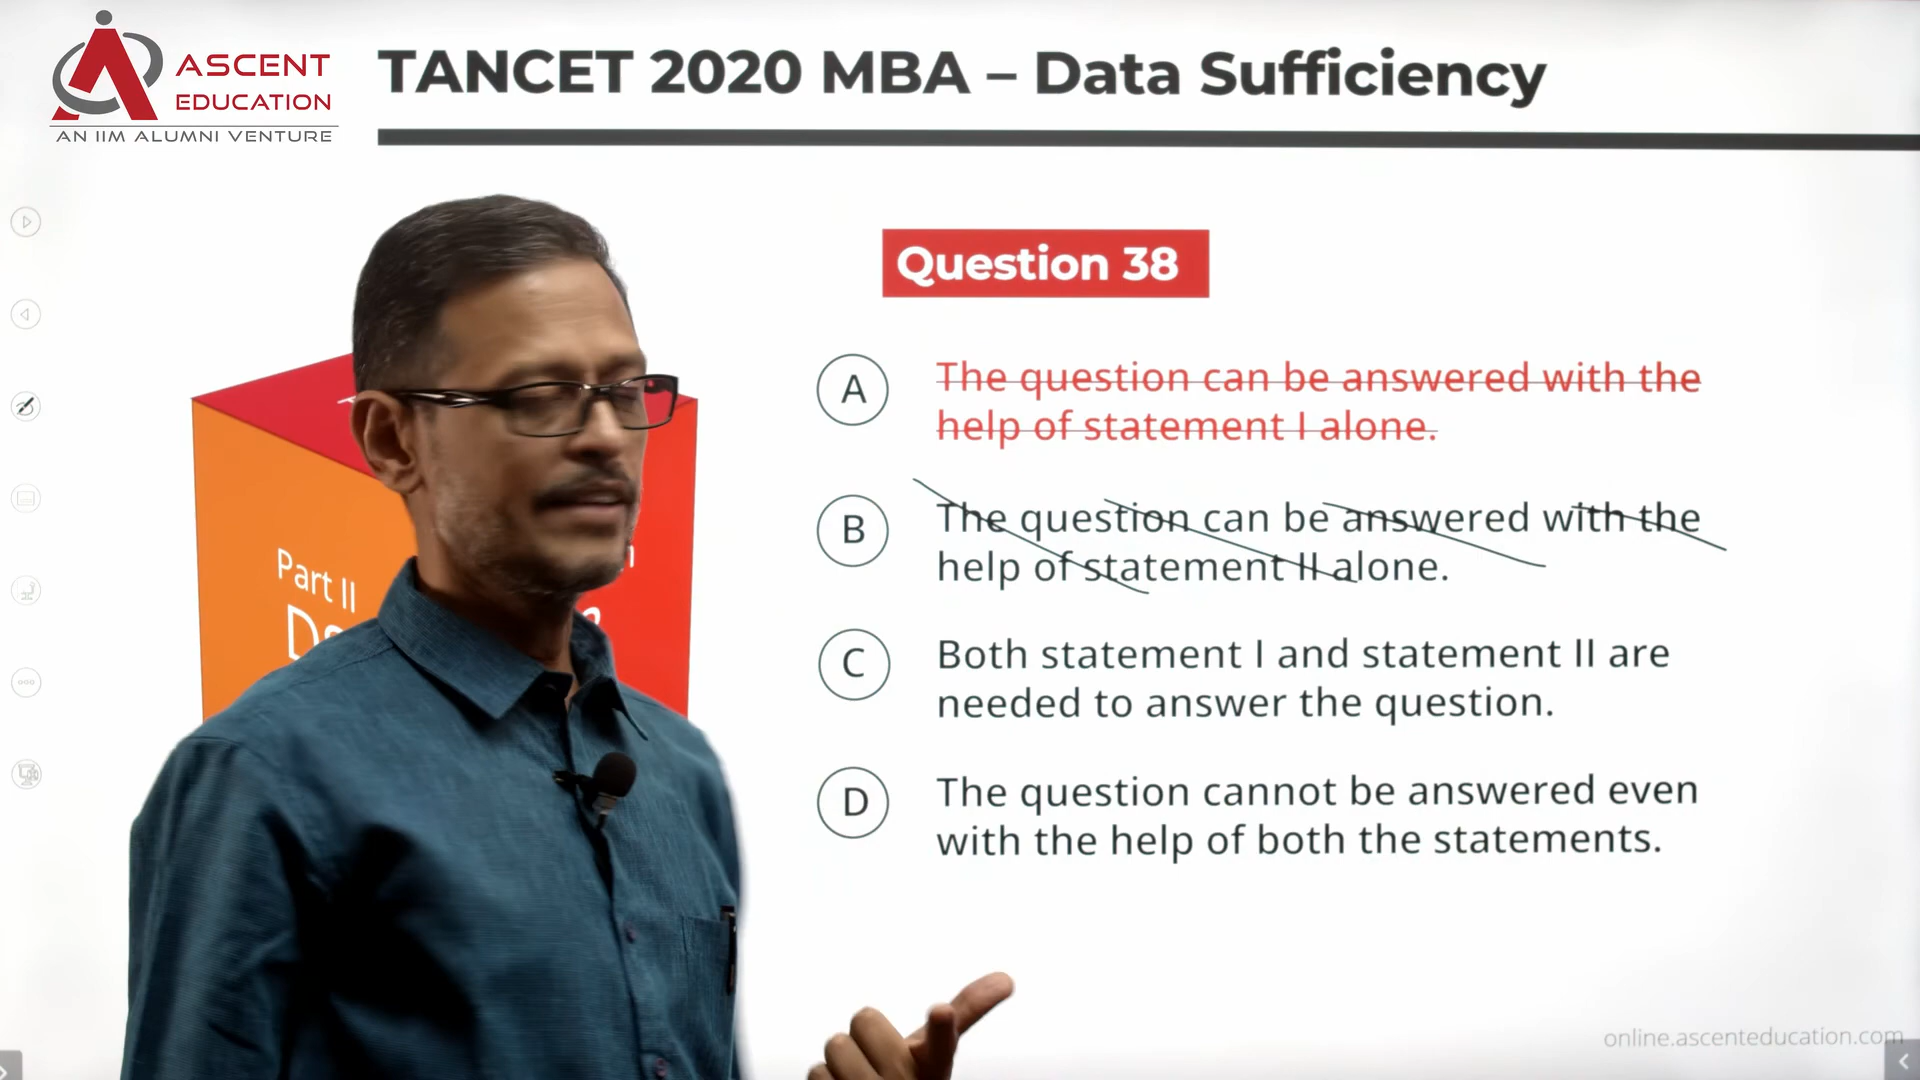 ASCENT
EDUCATION
AN IIM ALUMNI VENTURE
TANCET 2020 MBA – Data Sufficiency
Question 38
A
The question can be answered with the
help of statement I alone.
B
The question can be answered with the
help of statement II alone.
C
Both statement I and statement II are
needed to answer the question.
D
The question cannot be answered even
with the help of both the statements.
Part II
online.ascenteducation.com